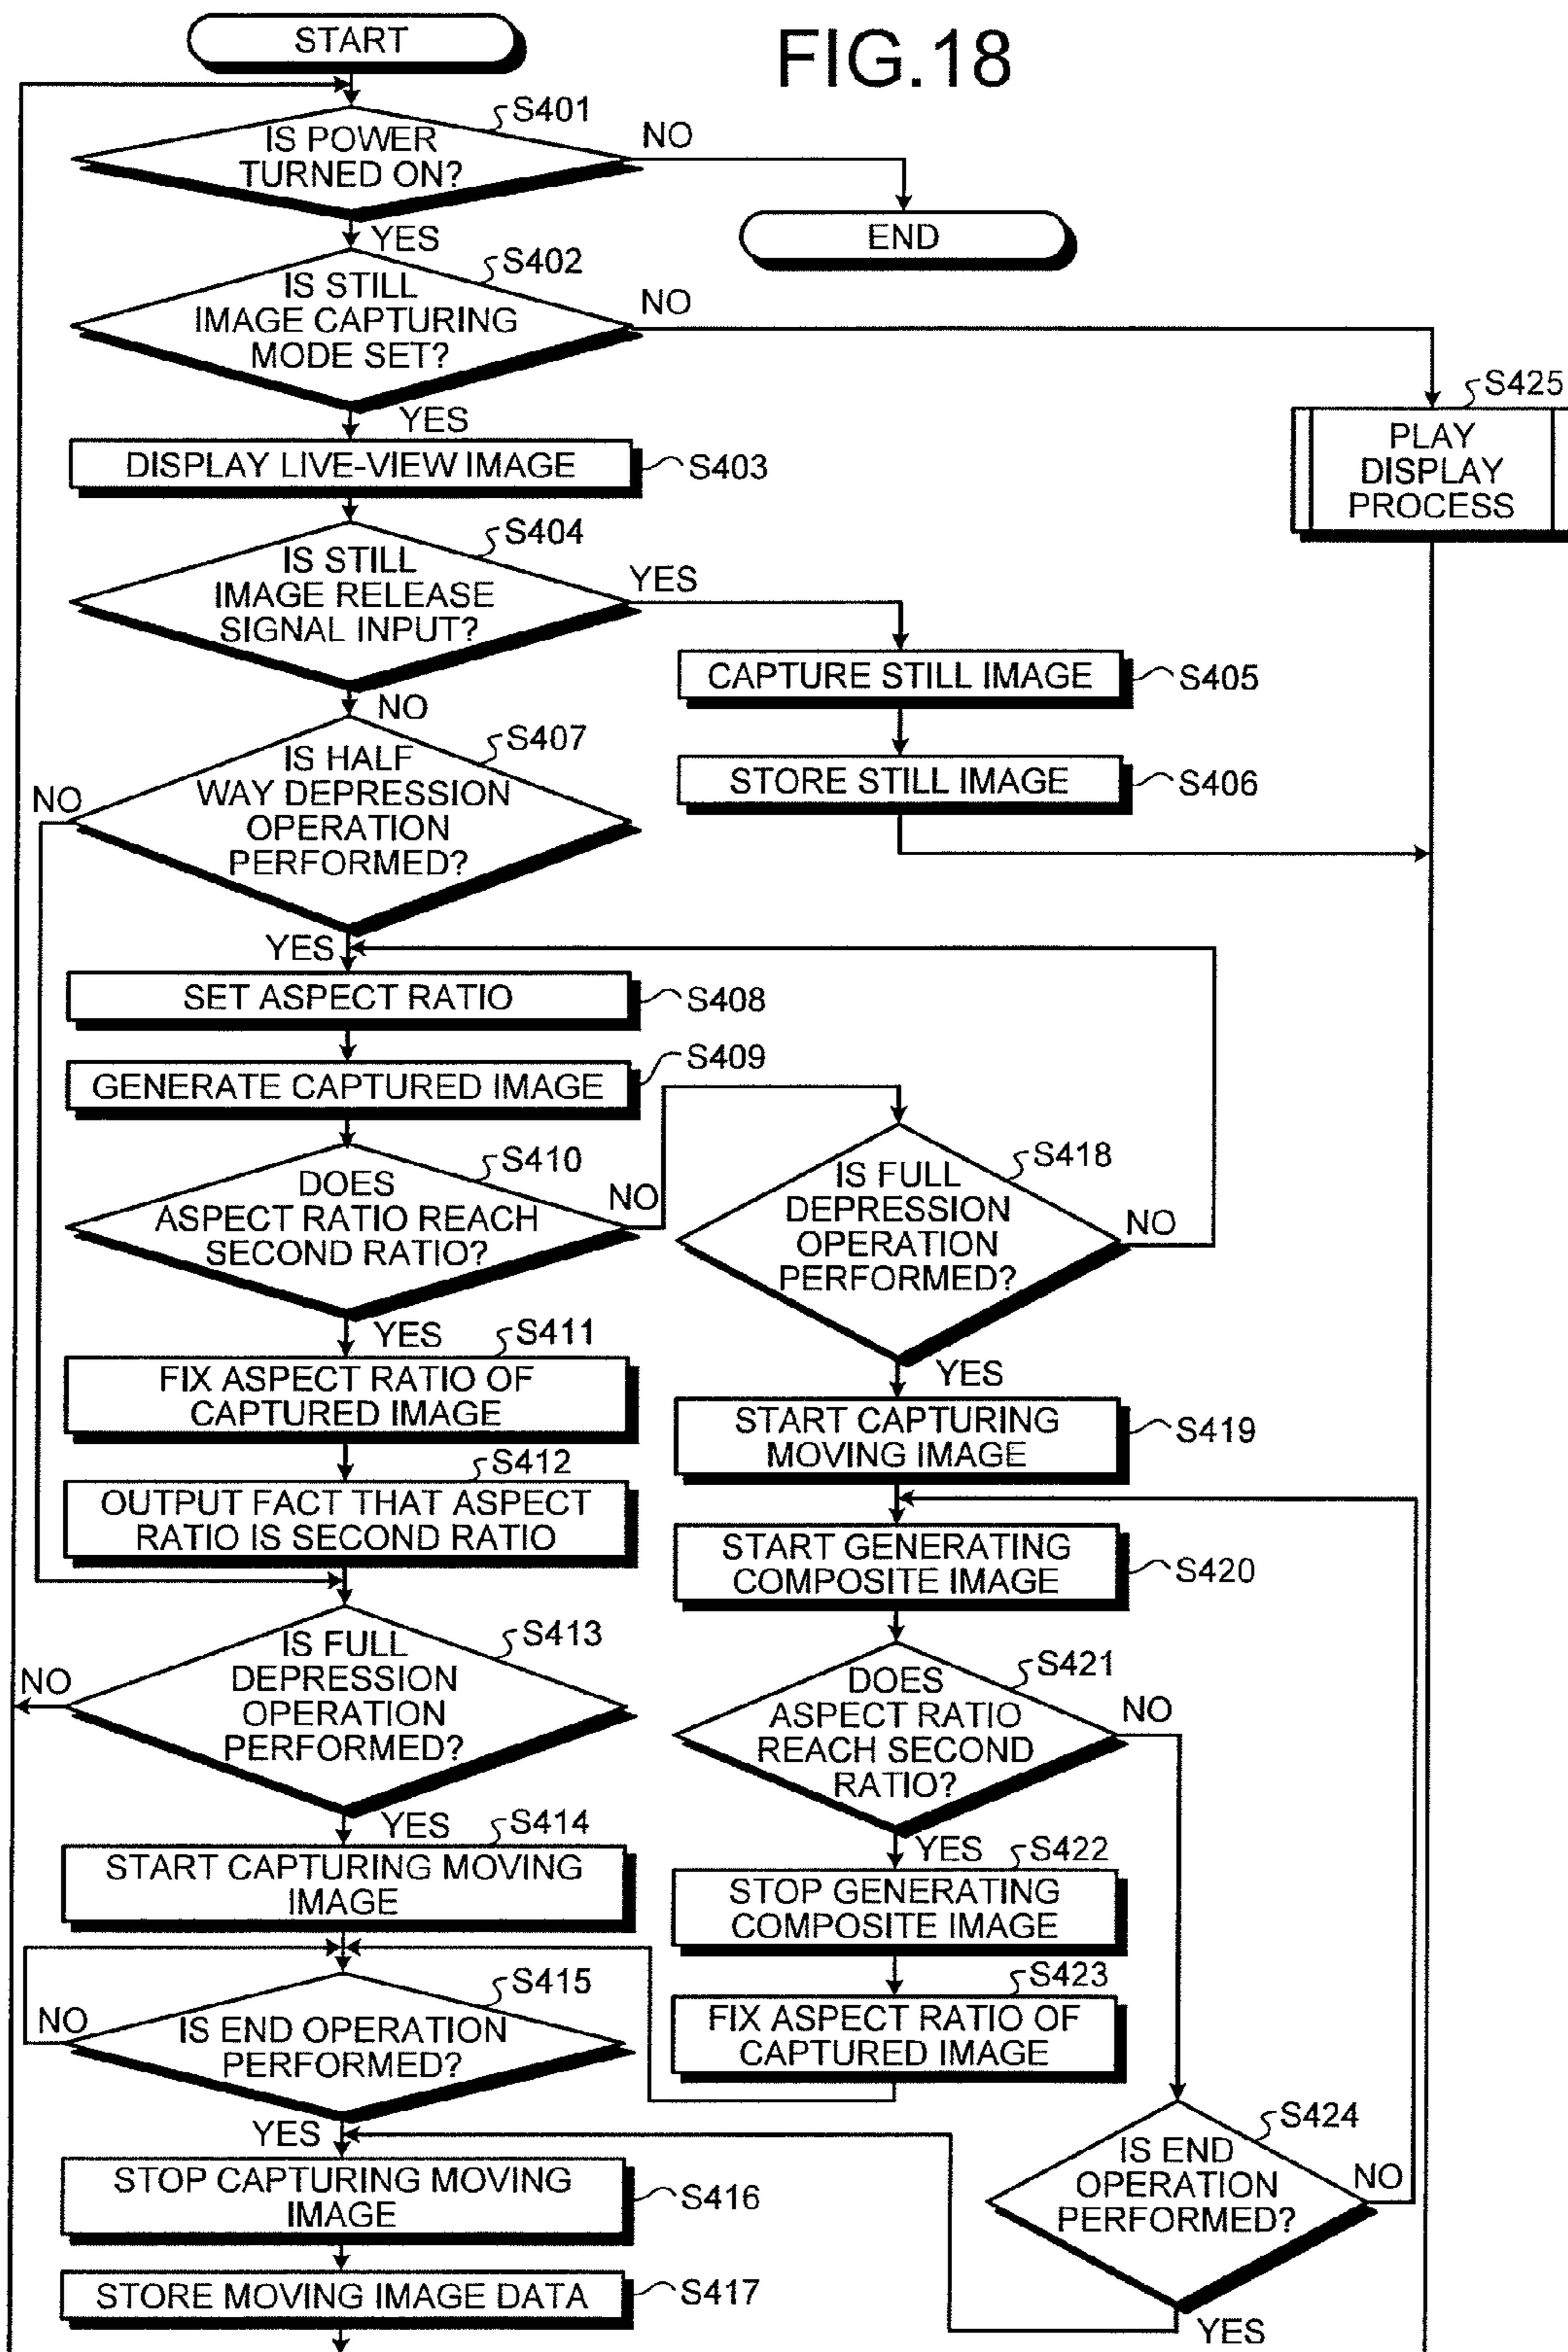 START
FIG.18
S401
IS POWER
TURNED ON?
NO
END
YES
S402
IS STILL
IMAGE CAPTURING
MODE SET?
NO
S425
PLAY
DISPLAY
PROCESS
YES
DISPLAY LIVE-VIEW IMAGE
S403
S404
IS STILL
IMAGE RELEASE
SIGNAL INPUT?
YES
CAPTURE STILL IMAGE
S405
NO
S407
IS HALF
WAY DEPRESSION
OPERATION
PERFORMED?
NO
STORE STILL IMAGE
S406
YES
SET ASPECT RATIO
S408
GENERATE CAPTURED IMAGE
S409
S410
DOES
ASPECT RATIO REACH
SECOND RATIO?
NO
S418
IS FULL
DEPRESSION
OPERATION
PERFORMED?
NO
YES
S411
FIX ASPECT RATIO OF
CAPTURED IMAGE
YES
START CAPTURING
MOVING IMAGE
S419
S412
OUTPUT FACT THAT ASPECT
RATIO IS SECOND RATIO
START GENERATING
COMPOSITE IMAGE
S420
S413
IS FULL
DEPRESSION
OPERATION
PERFORMED?
NO
S421
DOES
ASPECT RATIO
REACH SECOND
RATIO?
NO
YES
S414
START CAPTURING MOVING
IMAGE
YES
S422
STOP GENERATING
COMPOSITE IMAGE
S415
IS END OPERATION
PERFORMED?
NO
S423
FIX ASPECT RATIO OF
CAPTURED IMAGE
YES
S424
IS END
OPERATION
PERFORMED?
NO
YES
STOP CAPTURING MOVING
IMAGE
S416
STORE MOVING IMAGE DATA
S417